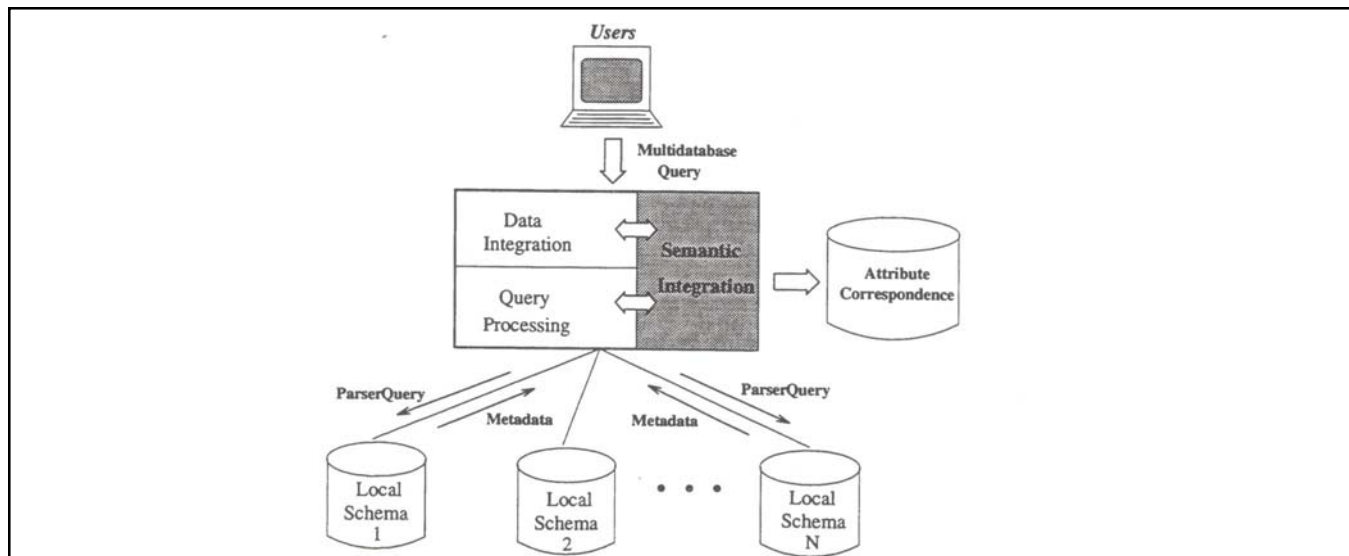 Users
Multidatabase
Query
Data
Integration
Semantic
Integration
Query
Processing
Attribute
Correspondence
ParserQuery
Metadata
Metadata
ParserQuery
Local
Schema
1
Local
Schema
2
Local
Schema
N